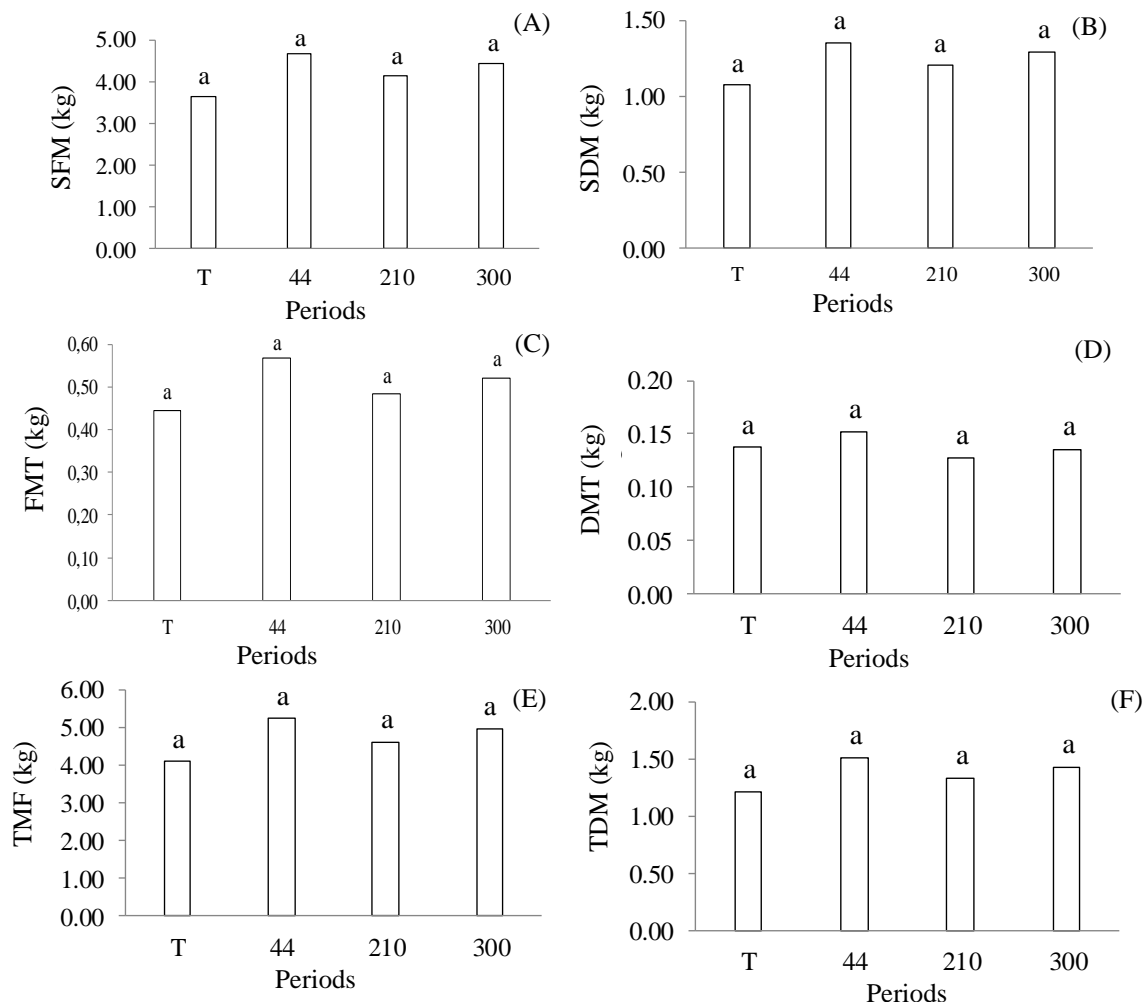 (A)
5.00
4.00
3.00
2.00
1.00
0.00
SFM (kg)
a
a
a
a
T 44 210 300
Periods
(B)
1.50
1.00
0.50
0.00
SDM (kg)
a
a
a
a
T 44 210 300
Periods
(C)
0,60
0,50
0,40
0,30
0,20
0,10
0,00
FMT (kg)
a
a
a
a
T 44 210 300
Periods
(D)
0.20
0.15
0.10
0.05
0.00
DMT (kg)
a
a
a
a
T 44 210 300
Periods
(E)
6.00
5.00
4.00
3.00
2.00
1.00
0.00
TMF (kg)
a
a
a
a
T 44 210 300
Periods
(F)
2.00
1.50
1.00
0.50
0.00
TDM (kg)
a
a
a
a
T 44 210 300
Periods